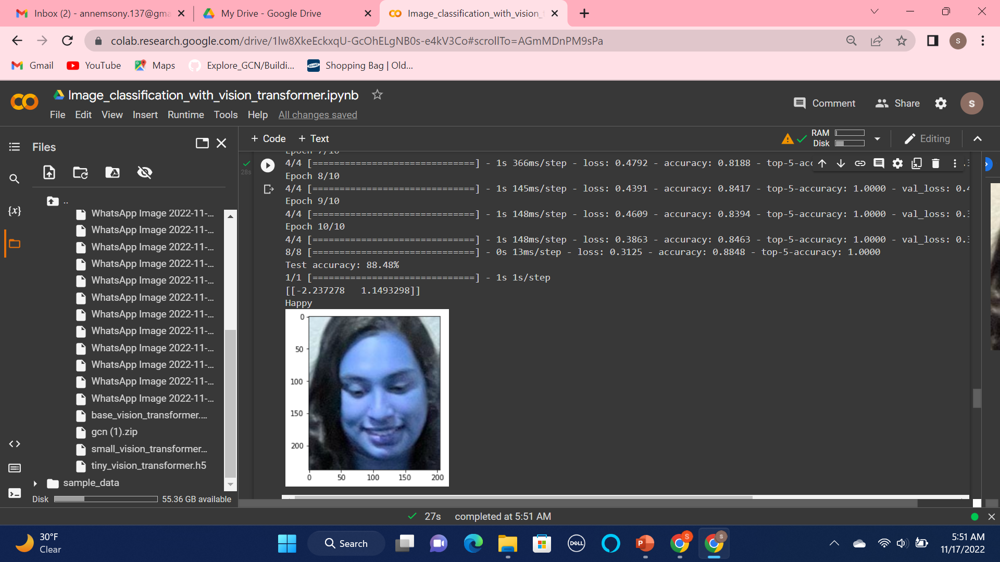 Inbox (2) - annemsony.137@gma
My Drive - Google Drive
Image_classification_with_vision_
colab.research.google.com/drive/1lw8XkeEckxqU-GcOhELgNB0s-e4kV3Co#scrollTo=AGmMDnPM9sPa
S
Gmail
YouTube
Maps
Explore_GCN/Buildi...
Shopping Bag | Old...
Image_classification_with_vision_transformer.ipynb
Comment
Share
S
File Edit View Insert Runtime Tools Help All changes saved
Files
+ Code + Text
RAM
Disk
Editing
4/4 [==============================] - 1s 366ms/step - loss: 0.4792 - accuracy: 0.8188 - top-5-acc
28s
Epoch 8/10
4/4 [==============================] - 1s 145ms/step - loss: 0.4391 - accuracy: 0.8417 - top-5-accuracy: 1.0000 - val_loss: 0.4
Epoch 9/10
4/4 [==============================] - 1s 148ms/step - loss: 0.4609 - accuracy: 0.8394 - top-5-accuracy: 1.0000 - val_loss: 0.3
Epoch 10/10
4/4 [==============================] - 1s 148ms/step - loss: 0.3863 - accuracy: 0.8463 - top-5-accuracy: 1.0000 - val_loss: 0.3
8/8 [==============================] - 0s 13ms/step - loss: 0.3125 - accuracy: 0.8848 - top-5-accuracy: 1.0000
Test accuracy: 88.48%
1/1 [==============================] - 1s 1s/step
[[-2.237278 1.1493298]]
Happy
0
50
100
150
200
0 50 100 150 200
{x}
..
WhatsApp Image 2022-11-...
WhatsApp Image 2022-11-...
WhatsApp Image 2022-11-...
WhatsApp Image 2022-11-...
WhatsApp Image 2022-11-...
WhatsApp Image 2022-11-...
WhatsApp Image 2022-11-...
WhatsApp Image 2022-11-...
WhatsApp Image 2022-11-...
WhatsApp Image 2022-11-...
WhatsApp Image 2022-11-...
WhatsApp Image 2022-11-...
base_vision_transformer....
gcn (1).zip
small_vision_transformer...
tiny_vision_transformer.h5
sample_data
Disk
55.36 GB available
27s completed at 5:51 AM
30°F
Clear
Search
DELL
P
S
S
5:51 AM
11/17/2022